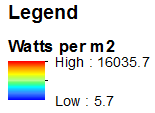 Legend
Watts per m2
High : 16035.7
Low : 5.7